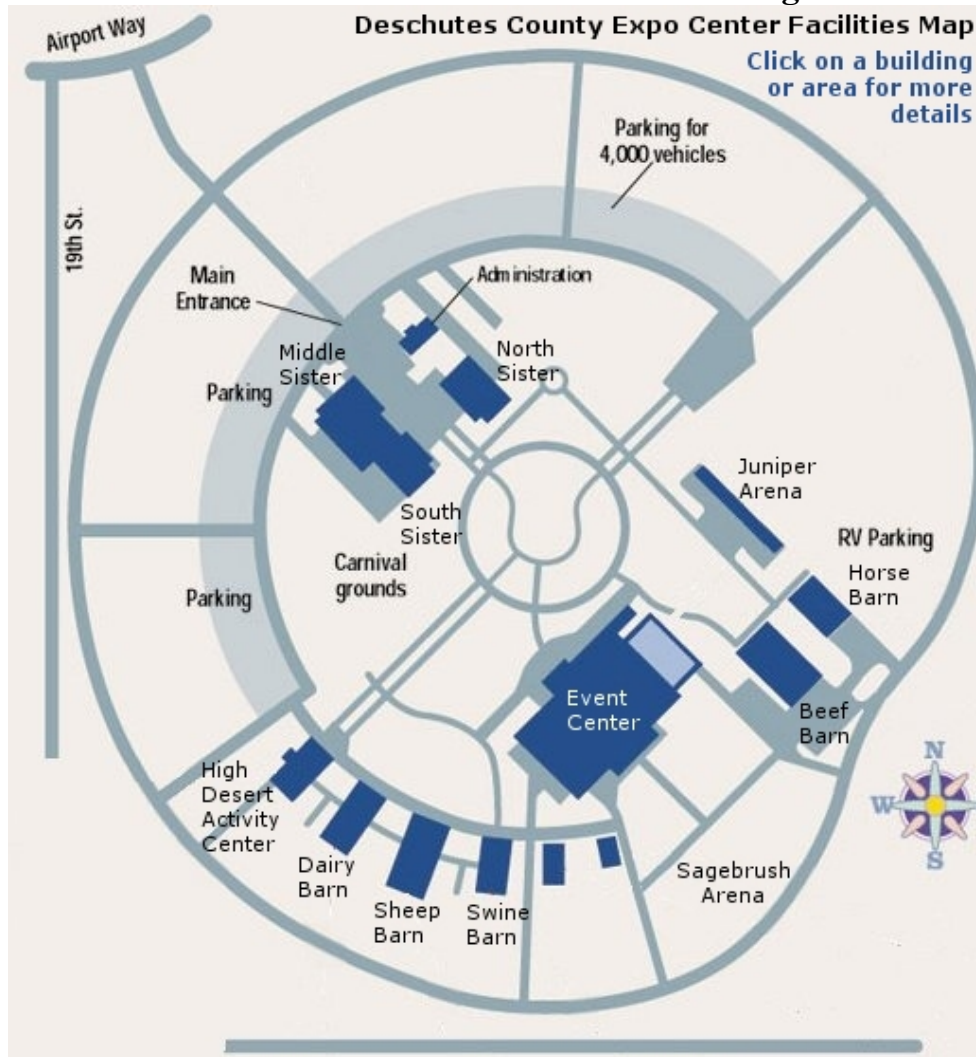 Deschutes County Expo Center Facilities Map
Click on a building
or area for more
details
Airport Way
19th St.
Parking for
4,000 vehicles
Main
Entrance
Administration
Middle
Sister
North
Sister
Parking
South
Sister
Juniper
Arena
RV Parking
Horse
Barn
Carnival
grounds
Parking
Event
Center
Beef
Barn
High
Desert
Activity
Center
Dairy
Barn
Sheep
Barn
Swine
Barn
Sagebrush
Arena
N
W
S